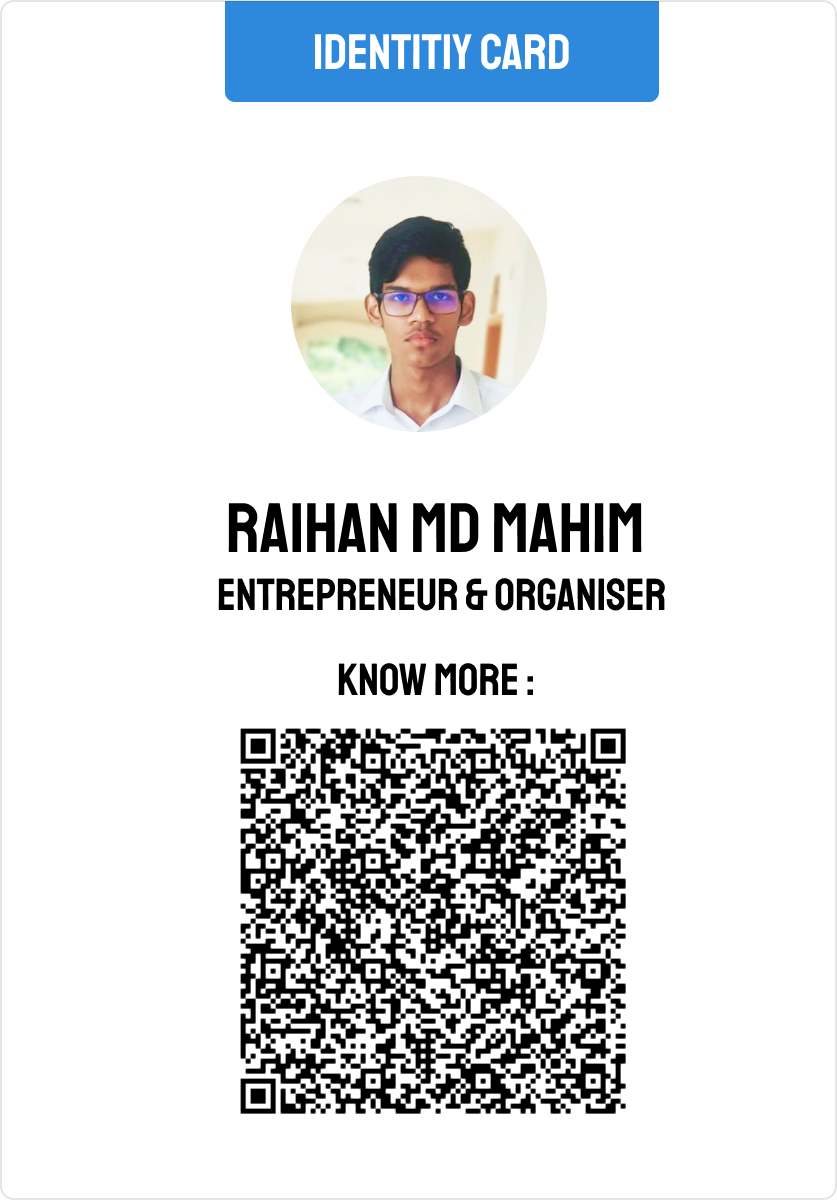 IDENTITIY CARD
RAIHAN MD MAHIM
ENTREPRENEUR & ORGANISER
KNOW MORE :